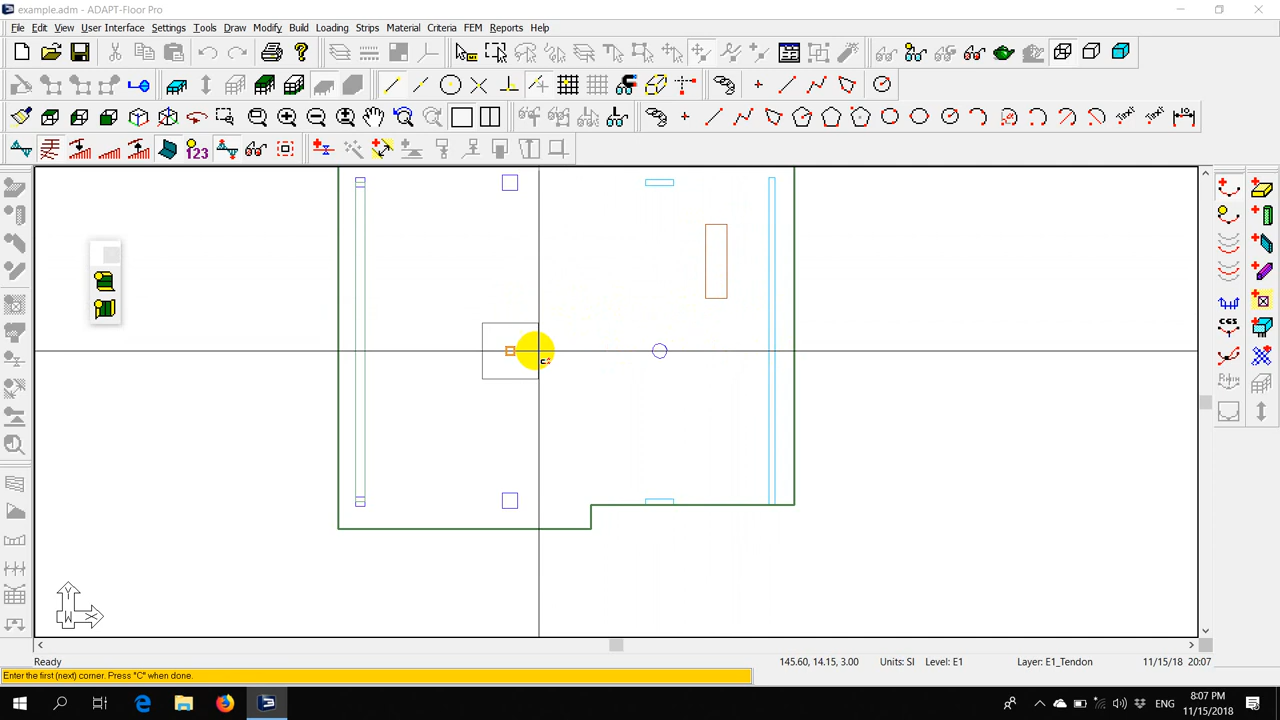 example.adm - ADAPT-Floor Pro
File Edit View User Interface Settings Tools Draw Modify Build Loading Strips Material Criteria FEM Reports Help
123
CGS
C
Y
W X
Ready
145.60, 14.15, 3.00 Units: SI Level: E1 Layer: E1_Tendon 11/15/18 20:07
Enter the first (next) corner. Press "C" when done.
ENG
8:07 PM
11/15/2018